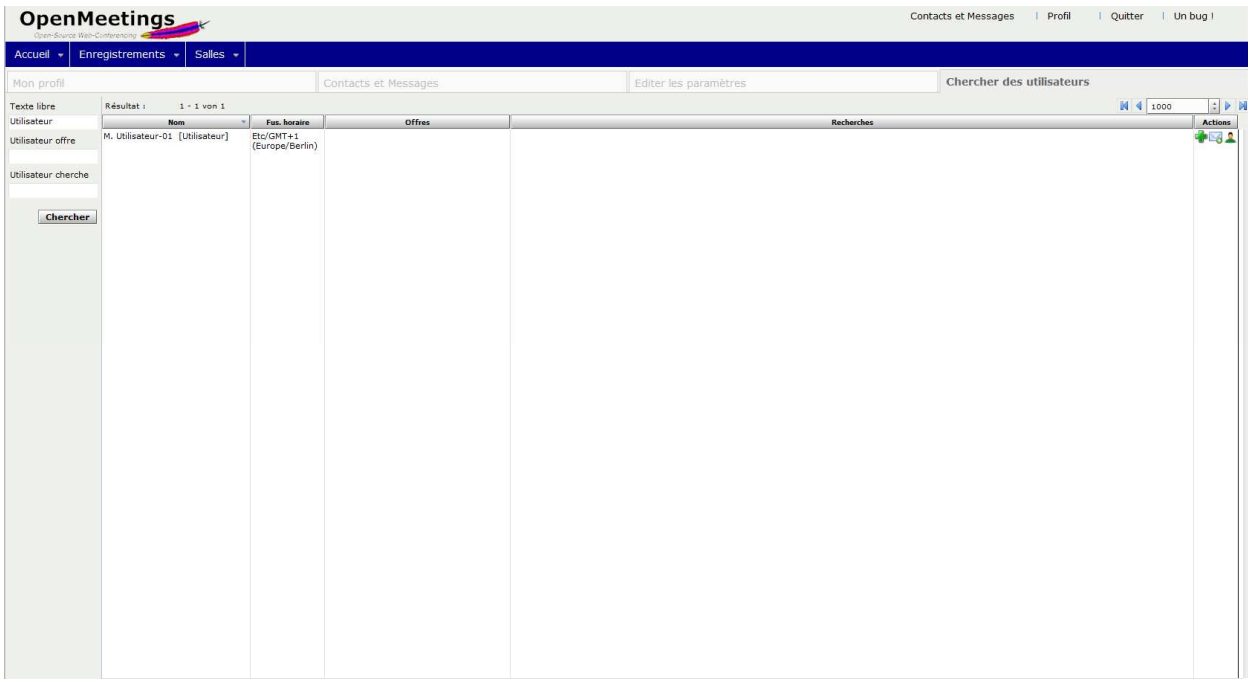 OpenMeetings
Open-Source Web-Conferencing
Contacts et Messages | Profil | Quitter | Un bug !
Accueil Enregistrements Salles
Mon profil Contacts et Messages Editer les paramètres Chercher des utilisateurs
Texte libre
Résultat : 1 - 1 von 1
1000
Utilisateur
Nom Fus. horaire Offres Recherches Actions
M. Utilisateur-01 [Utilisateur] Etc/GMT+1
(Europe/Berlin)
Utilisateur offre
Utilisateur cherche
Chercher